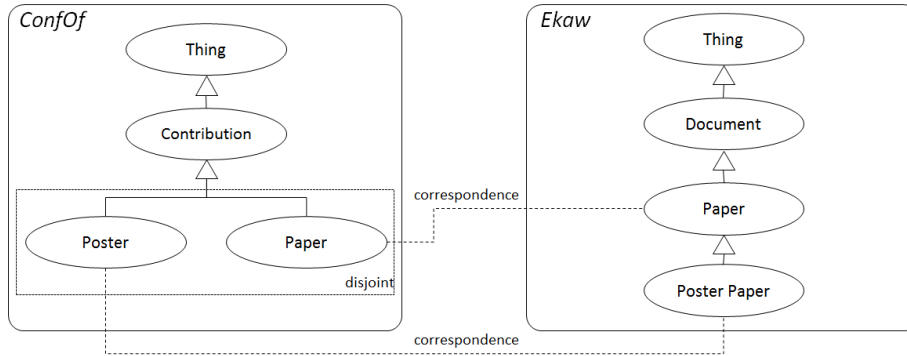 ConfOf
Thing
Contribution
Poster
Paper
disjoint
correspondence
correspondence
Ekaw
Thing
Document
Paper
Poster Paper